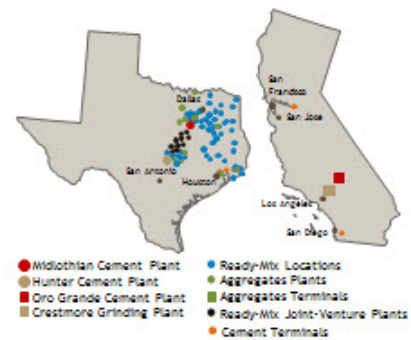 Dallas
San Antonio
Houston
San
Francisco
San Jose
Los Angeles
San Diego
Midlothian Cement Plant
Hunter Cement Plant
Oro Grande Cement Plant
Crestmore Grinding Plant
Ready-Mix Locations
Aggregates Plants
Aggregates Terminals
Ready-Mix Joint-Venture Plants
Cement Terminals